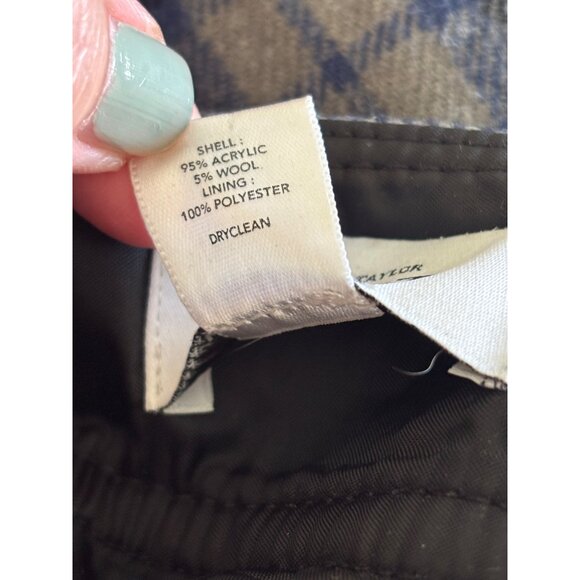 SHELL :
95% ACRYLIC
5% WOOL
LINING :
100% POLYESTER
DRYCLEAN
TAYLOR